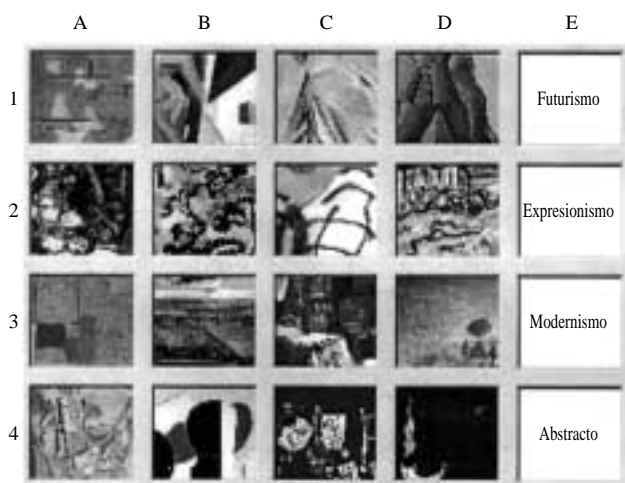 A B C D E
1 Futurismo
2 Expresionismo
3 Modernismo
4 Abstracto